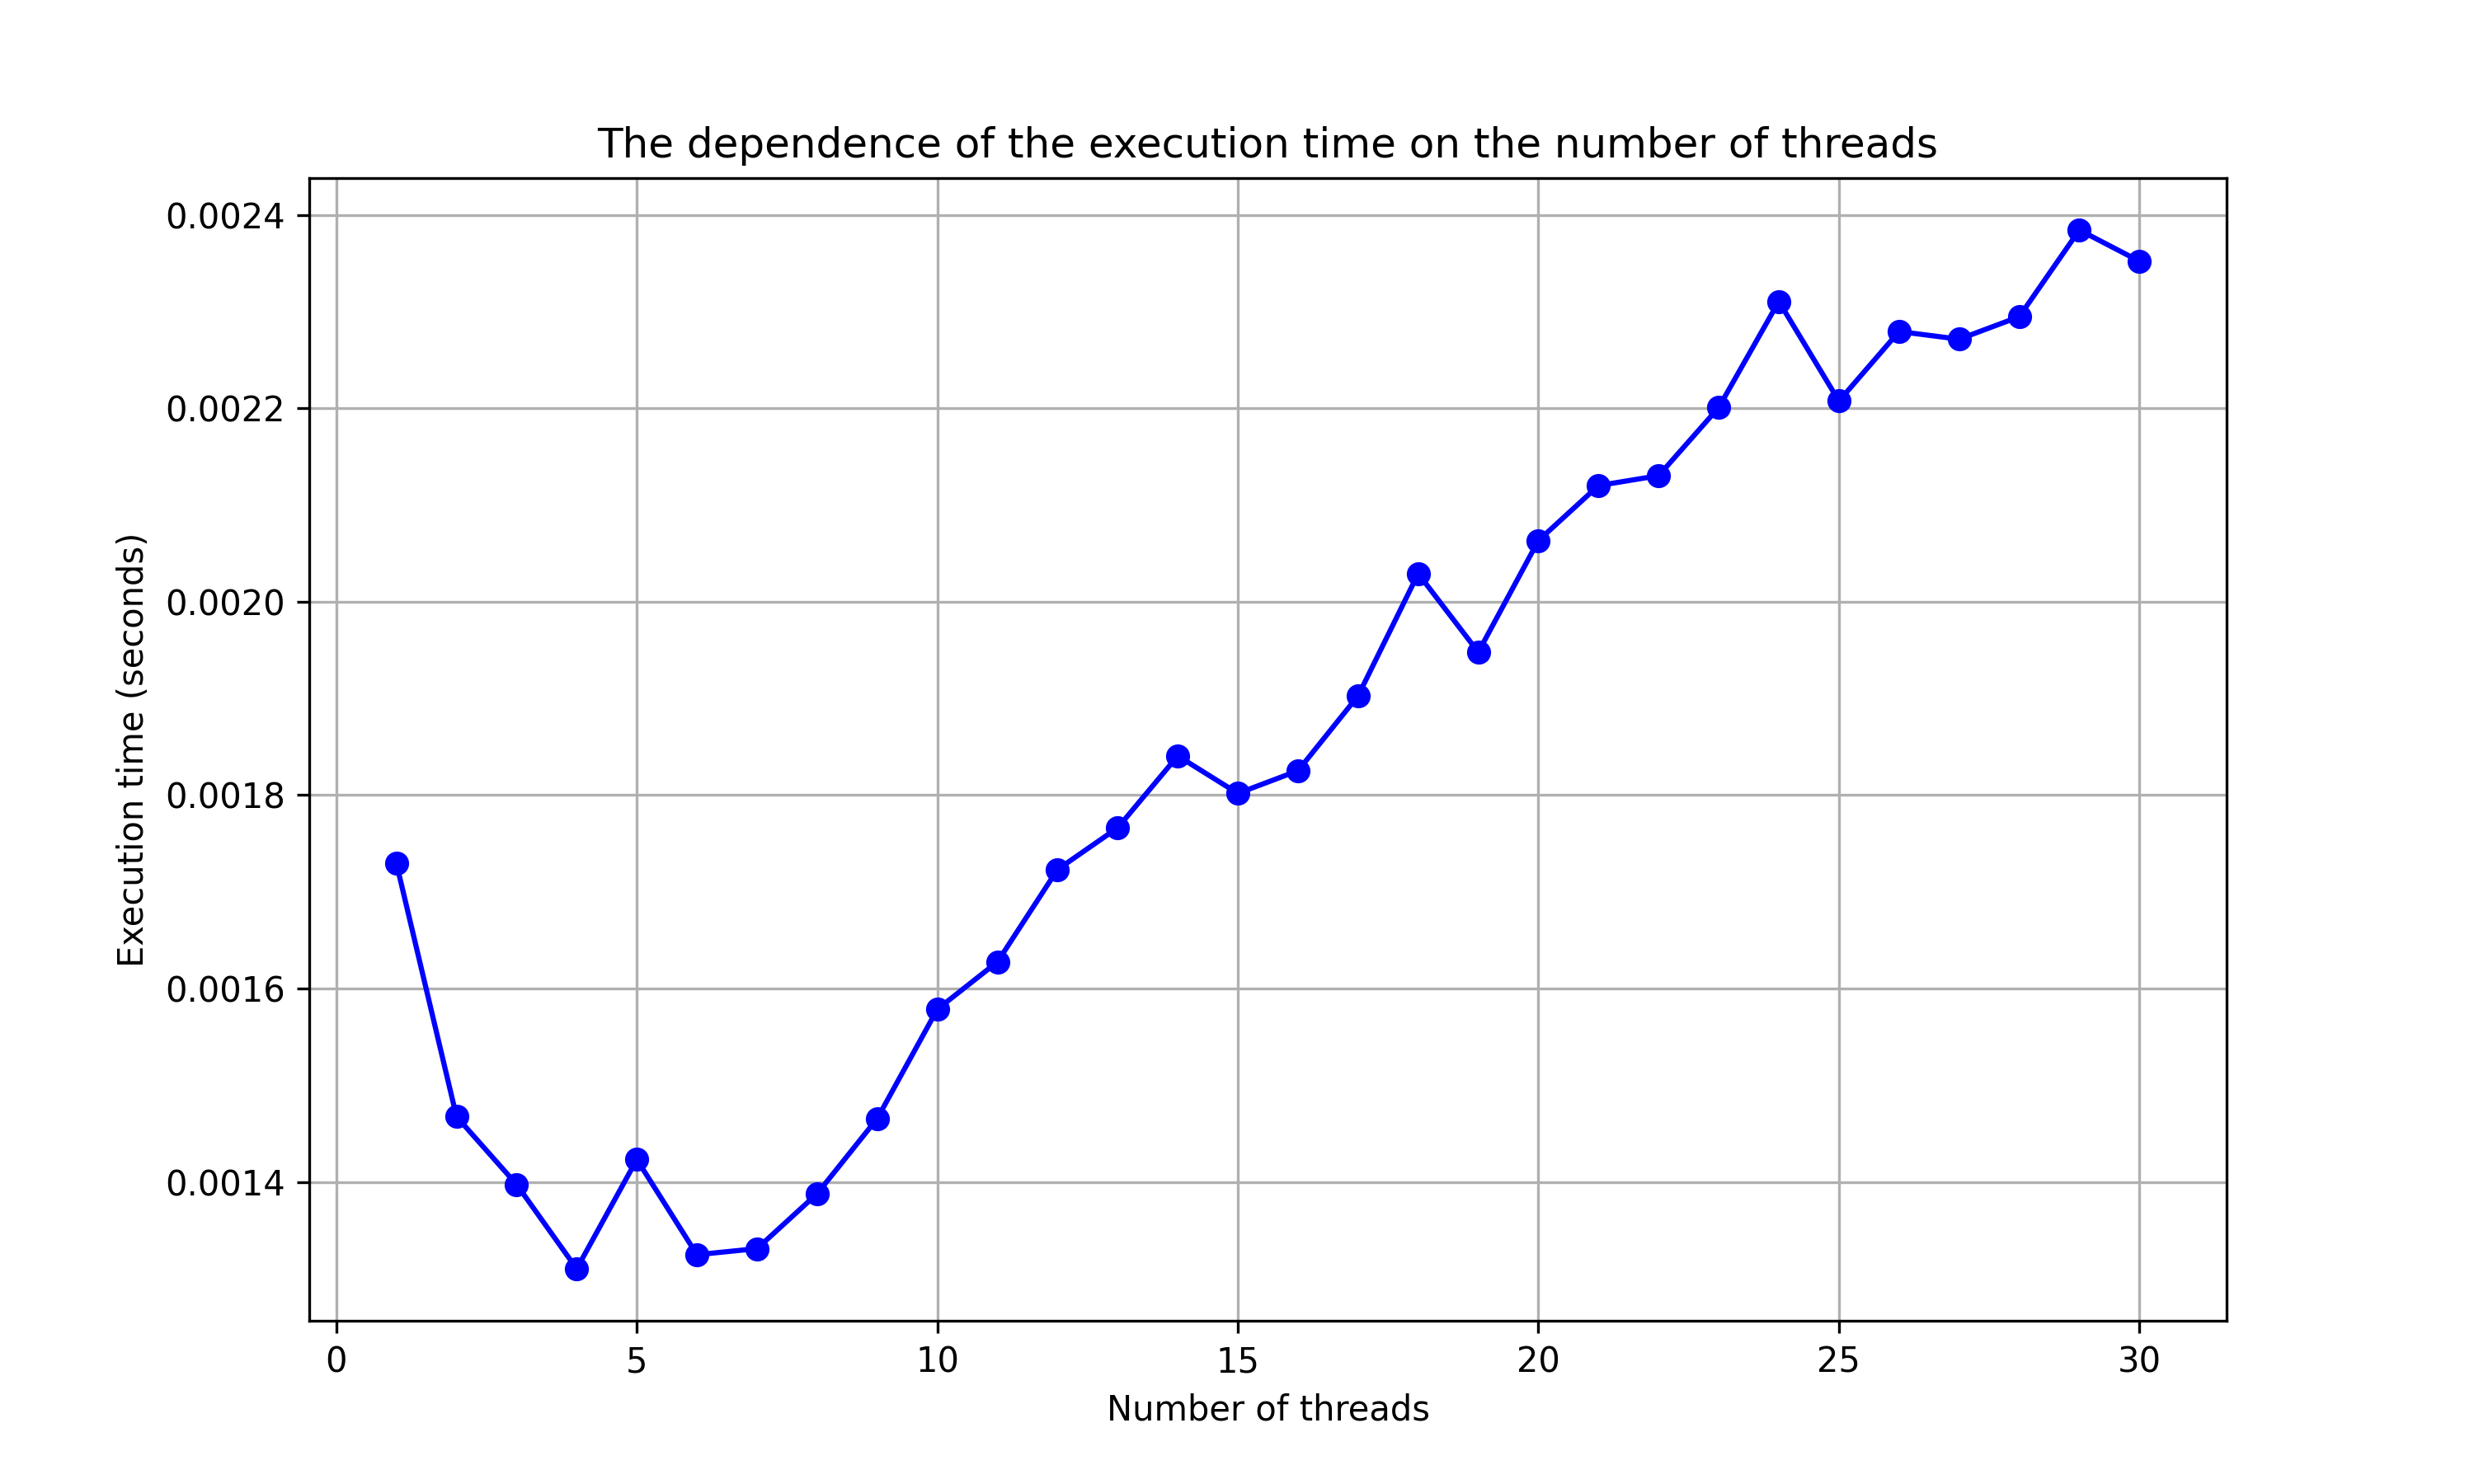 The dependence of the execution time on the number of threads
0.0024
0.0022
0.0020
0.0018
0.0016
0.0014
Execution time (seconds)
0 5 10 15 20 25 30
Number of threads